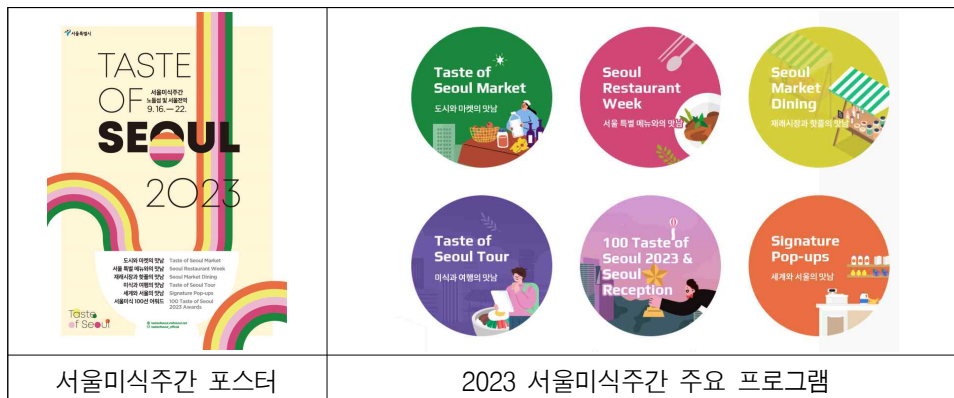 서울특별시
TASTE
OF
서울미식주간
노들섬 및 서울전역
9. 16. — 22.
SEOUL
2023
도시와 마켓의 맛남 Taste of Seoul Market
서울 특별 메뉴와의 맛남 Seoul Restaurant Week
재래시장과 핫플의 맛남 Seoul Market Dining
미식과 여행의 맛남 Taste of Seoul Tour
세계와 서울의 맛남 Signature Pop-ups
서울미식 100선 어워드 100 Taste of Seoul
2023 Awards
Taste
of Seoul
Taste of
Seoul Market
도시와 마켓의 맛남
Seoul
Restaurant
Week
서울 특별 메뉴와의 맛남
Seoul
Market
Dining
재래시장과 핫플의 맛남
Taste of
Seoul Tour
미식과 여행의 맛남
100 Taste of
Seoul 2023 &
Seoul
Reception
Signature
Pop-ups
세계와 서울의 맛남
서울미식주간 포스터
2023 서울미식주간 주요 프로그램